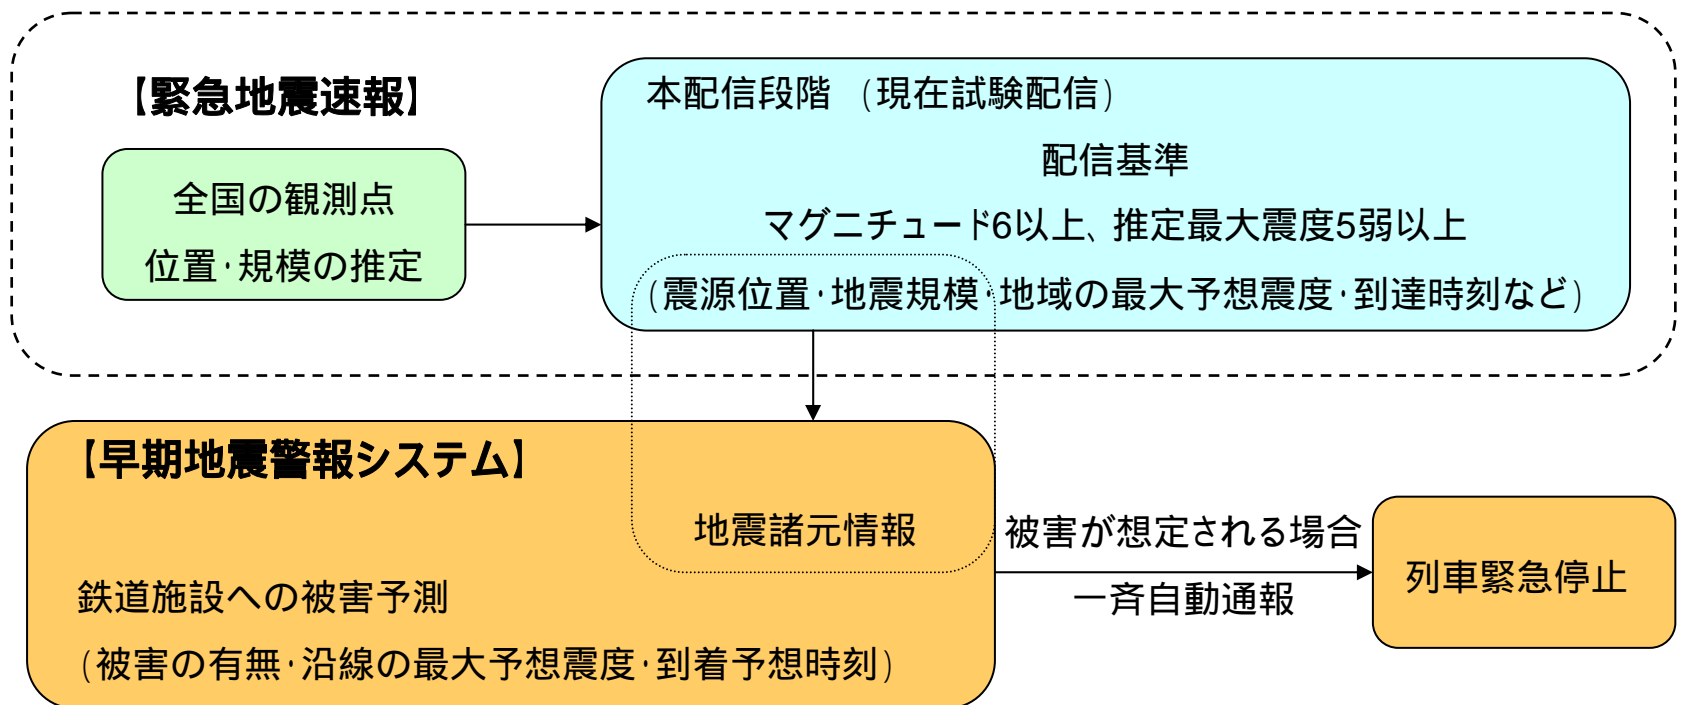 【緊急地震速報】
全国の観測点
位置・規模の推定
本配信段階 （現在試験配信）
配信基準
マグニチュード6以上、推定最大震度5弱以上
（震源位置・地震規模・地域の最大予想震度・到達時刻など）
【早期地震警報システム】
地震諸元情報
鉄道施設への被害予測
（被害の有無・沿線の最大予想震度・到着予想時刻）
被害が想定される場合
一斉自動通報
列車緊急停止